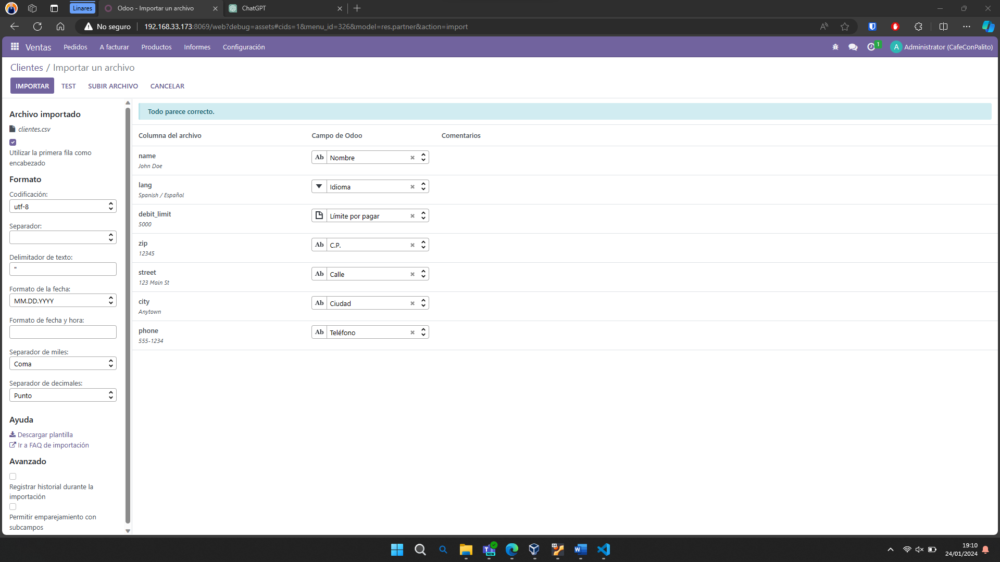 Linares
Odoo - Importar un archivo
ChatGPT
No seguro
192.168.33.173:8069/web?debug=assets#cids=1&menu_id=326&model=res.partner&action=import
Ventas
Pedidos
A facturar
Productos
Informes
Configuración
1
A
Administrator (CafeConPalito)
Clientes / Importar un archivo
IMPORTAR
TEST
SUBIR ARCHIVO
CANCELAR
Archivo importado
clientes.csv
Utilizar la primera fila como
encabezado
Formato
Codificación:
utf-8
Separador:
Delimitador de texto:
"
Formato de la fecha:
MM.DD.YYYY
Formato de fecha y hora:
Separador de miles:
Coma
Separador de decimales:
Punto
Ayuda
Descargar plantilla
Ir a FAQ de importación
Avanzado
Registrar historial durante la
importación
Permitir emparejamiento con
subcampos
Todo parece correcto.
Columna del archivo
Campo de Odoo
Comentarios
name
John Doe
Ab Nombre
lang
Spanish / Español
Idioma
debit_limit
5000
Límite por pagar
zip
12345
Ab C.P.
street
123 Main St
Ab Calle
city
Anytown
Ab Ciudad
phone
555-1234
Ab Teléfono
NEW
19:10
24/01/2024